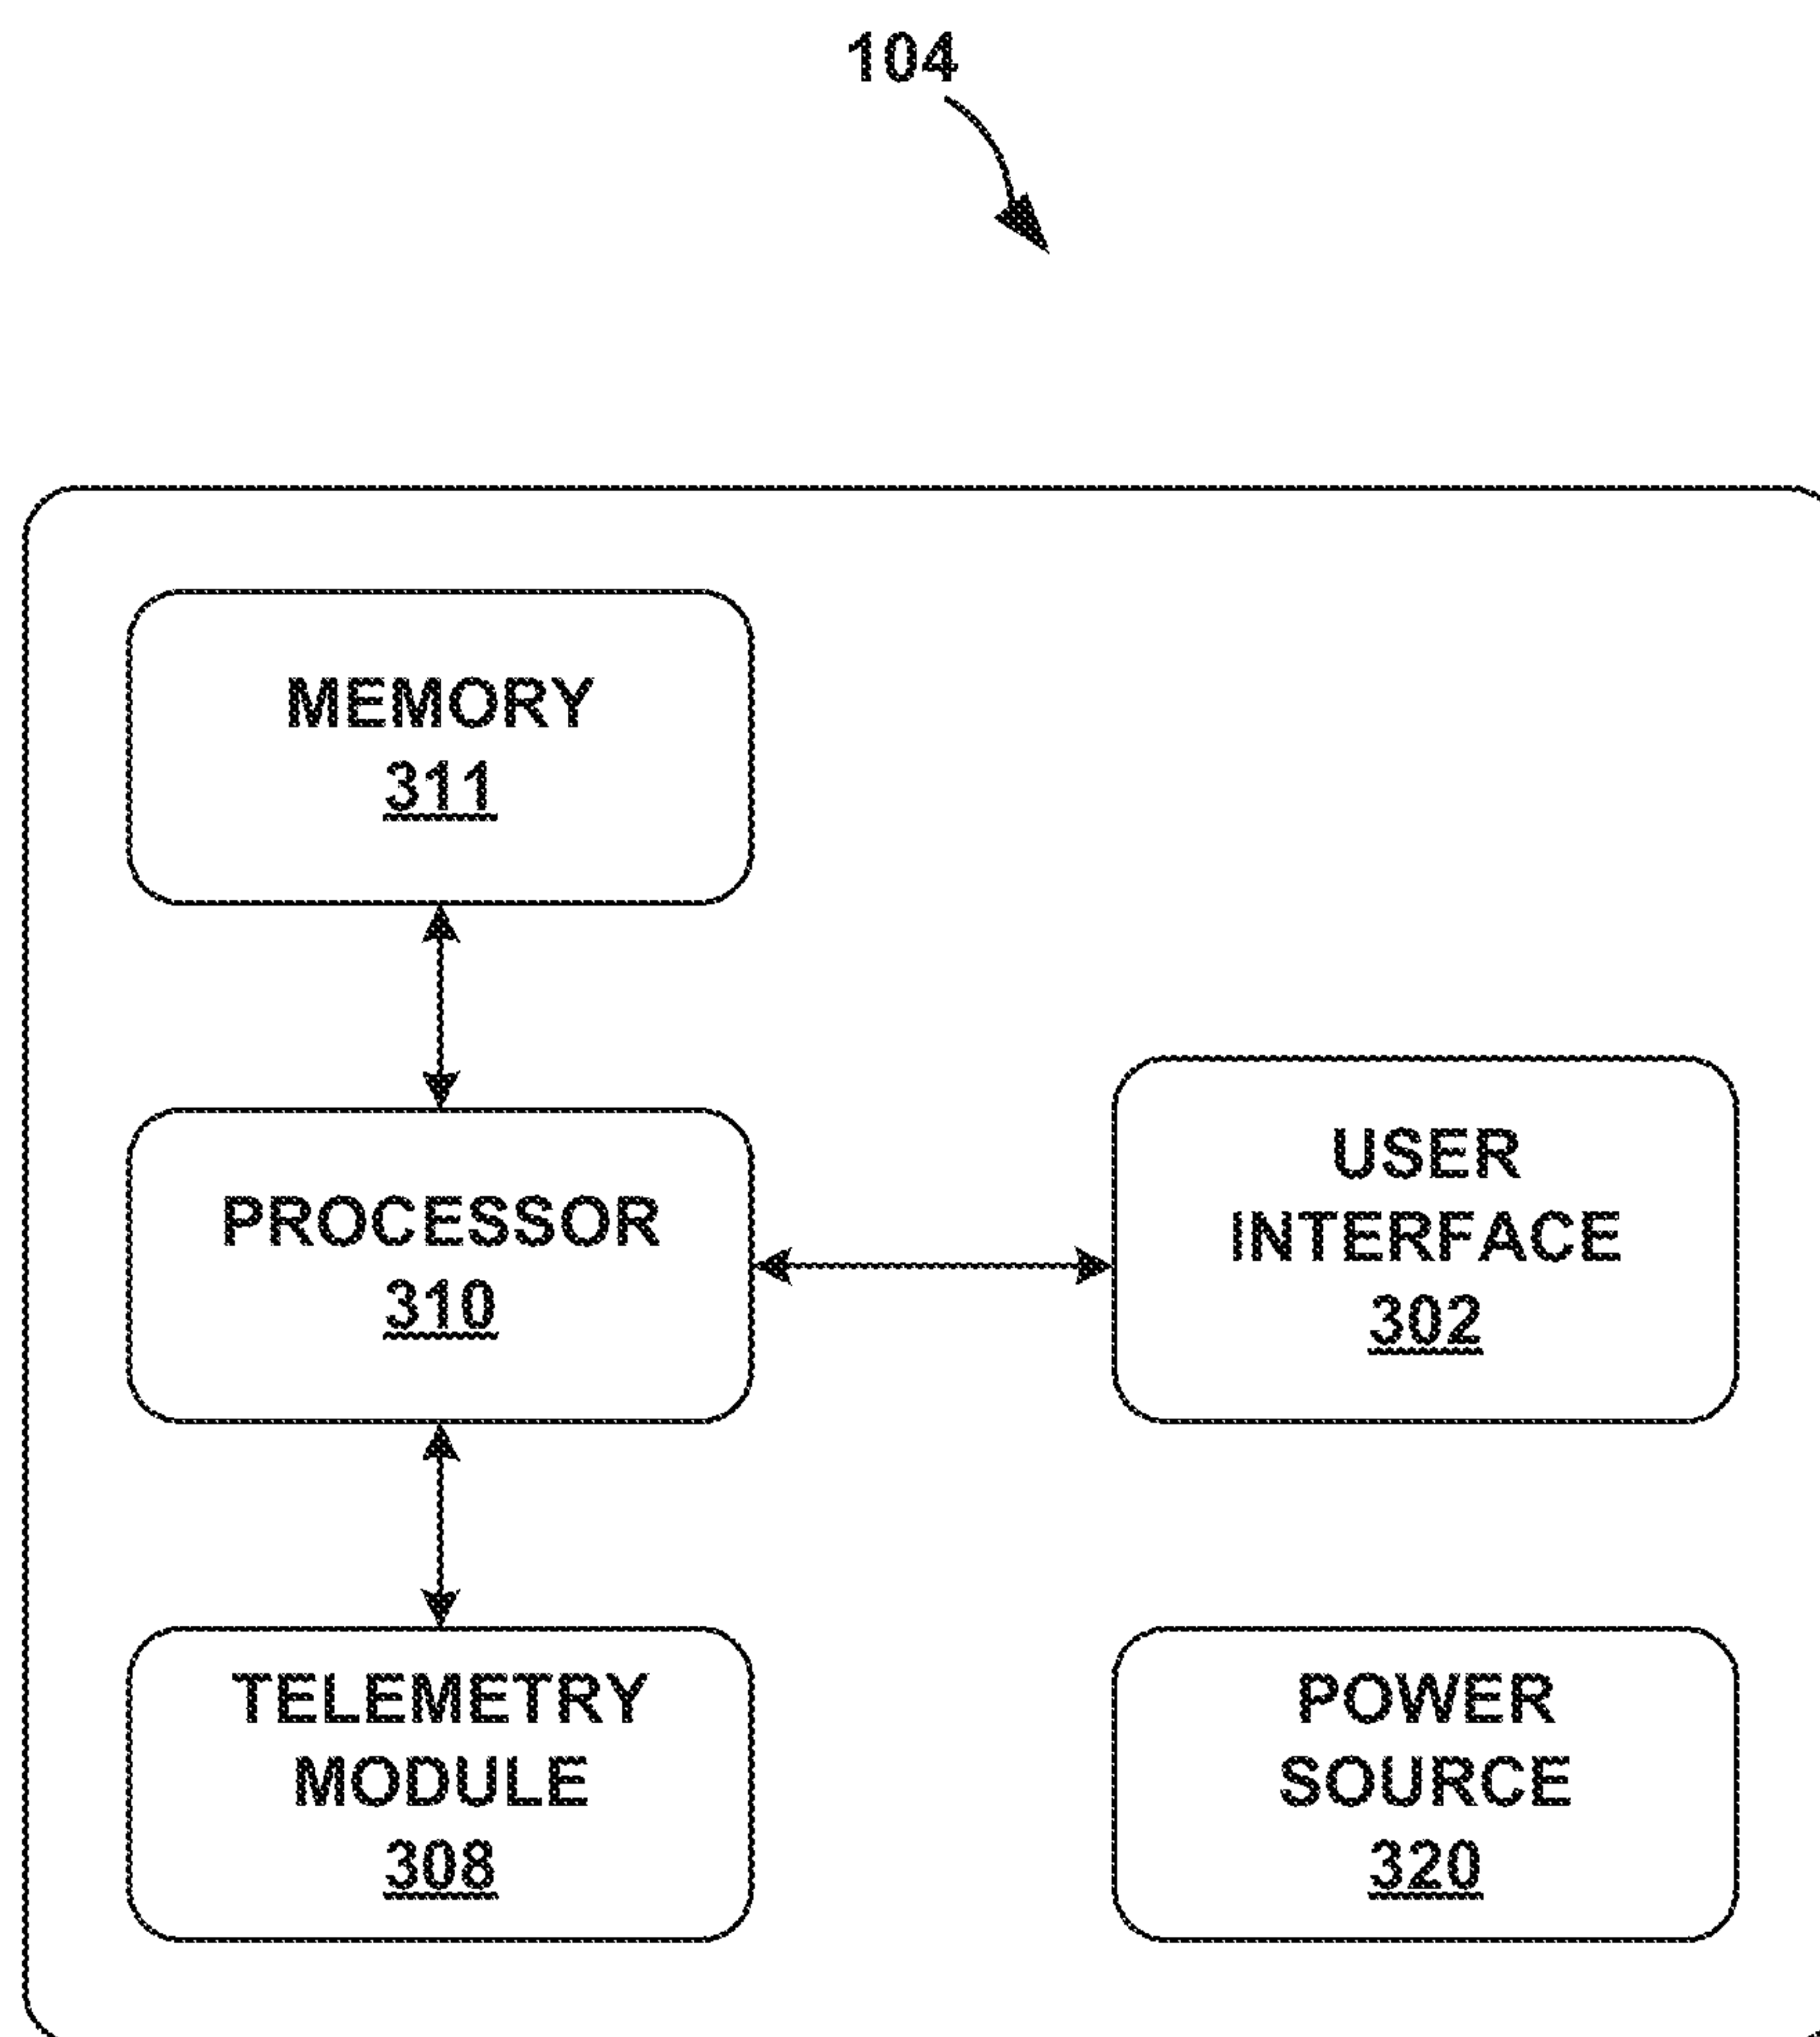 104
MEMORY
311
PROCESSOR
310
USER
INTERFACE
302
TELEMETRY
MODULE
308
POWER
SOURCE
320